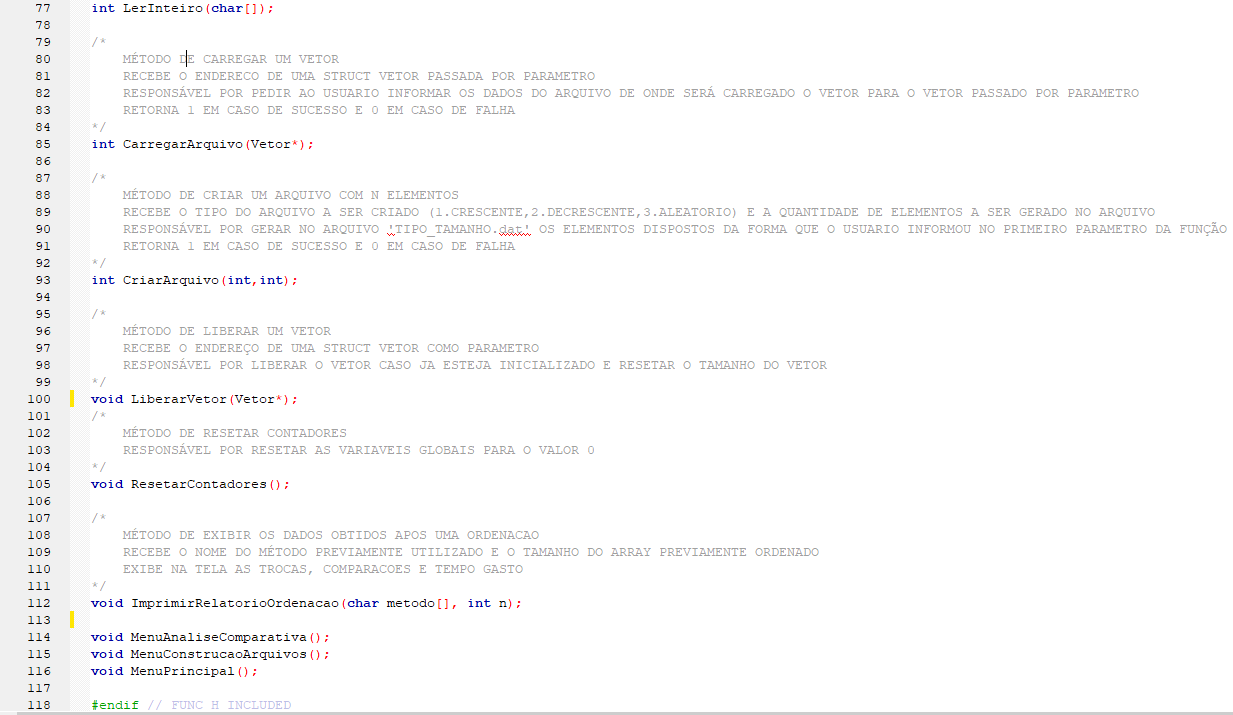 77 int LerInteiro(char[]);
78
79 /*
80 MÉTODO DE CARREGAR UM VETOR
81 RECEBE O ENDERECO DE UMA STRUCT VETOR PASSADA POR PARAMETRO
82 RESPONSÁVEL POR PEDIR AO USUARIO INFORMAR OS DADOS DO ARQUIVO DE ONDE SERÁ CARREGADO O VETOR PARA O VETOR PASSADO POR PARAMETRO
83 RETORNA 1 EM CASO DE SUCESSO E 0 EM CASO DE FALHA
84 */
85 int CarregarArquivo(Vetor*);
86
87 /*
88 MÉTODO DE CRIAR UM ARQUIVO COM N ELEMENTOS
89 RECEBE O TIPO DO ARQUIVO A SER CRIADO (1.CRESCENTE,2.DECRESCENTE,3.ALEATORIO) E A QUANTIDADE DE ELEMENTOS A SER GERADO NO ARQUIVO
90 RESPONSÁVEL POR GERAR NO ARQUIVO 'TIPO_TAMANHO.dat' OS ELEMENTOS DISPOSTOS DA FORMA QUE O USUARIO INFORMOU NO PRIMEIRO PARAMETRO DA FUNÇÃO
91 RETORNA 1 EM CASO DE SUCESSO E 0 EM CASO DE FALHA
92 */
93 int CriarArquivo(int,int);
94
95 /*
96 MÉTODO DE LIBERAR UM VETOR
97 RECEBE O ENDEREÇO DE UMA STRUCT VETOR COMO PARAMETRO
98 RESPONSÁVEL POR LIBERAR O VETOR CASO JA ESTEJA INICIALIZADO E RESETAR O TAMANHO DO VETOR
99 */
100 void LiberarVetor(Vetor*);
101 /*
102 MÉTODO DE RESETAR CONTADORES
103 RESPONSÁVEL POR RESETAR AS VARIAVEIS GLOBAIS PARA O VALOR 0
104 */
105 void ResetarContadores();
106
107 /*
108 MÉTODO DE EXIBIR OS DADOS OBTIDOS APOS UMA ORDENACAO
109 RECEBE O NOME DO MÉTODO PREVIAMENTE UTILIZADO E O TAMANHO DO ARRAY PREVIAMENTE ORDENADO
110 EXIBE NA TELA AS TROCAS, COMPARACOES E TEMPO GASTO
111 */
112 void ImprimirRelatorioOrdenacao(char metodo[], int n);
113
114 void MenuAnaliseComparativa();
115 void MenuConstrucaoArquivos();
116 void MenuPrincipal();
117
118 #endif // FUNC_H_INCLUDED